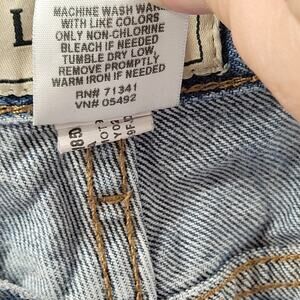 MACHINE WASH WARM
WITH LIKE COLORS
ONLY NON-CHLORINE
BLEACH IF NEEDED
TUMBLE DRY LOW,
REMOVE PROMPTLY
WARM IRON IF NEEDED
RN# 71341
VN# 05492
L